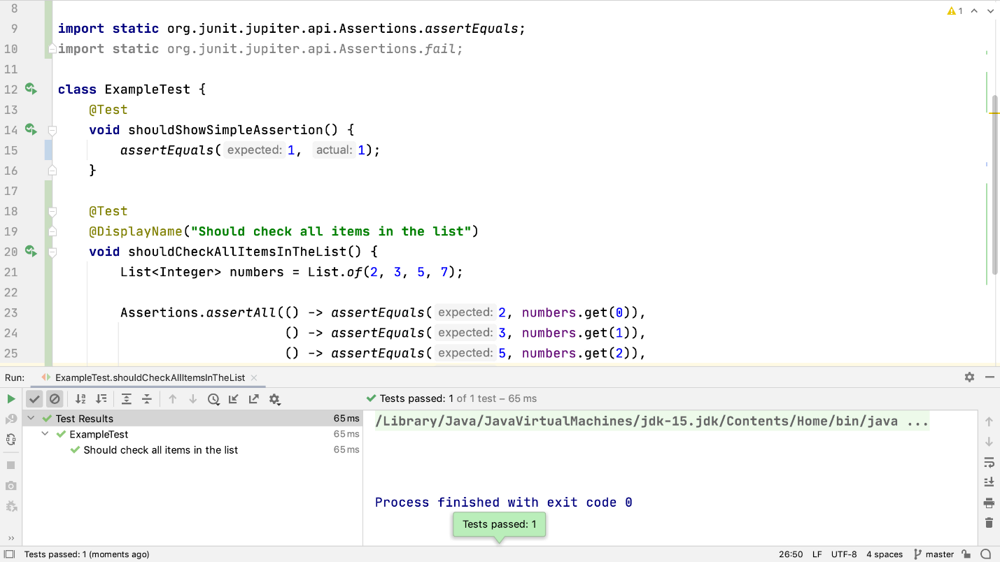 8
1
9 import static org.junit.jupiter.api.Assertions.assertEquals;
10 import static org.junit.jupiter.api.Assertions.fail;
11
12 class ExampleTest {
13 @Test
14 void shouldShowSimpleAssertion() {
15 assertEquals( expected: 1, actual: 1);
16 }
17
18 @Test
19 @DisplayName("Should check all items in the list")
20 void shouldCheckAllItemsInTheList() {
21 List<Integer> numbers = List.of(2, 3, 5, 7);
22
23 Assertions.assertAll(() -> assertEquals( expected: 2, numbers.get(0)),
24 () -> assertEquals( expected: 3, numbers.get(1)),
25 () -> assertEquals( expected: 5, numbers.get(2)),
Run: ExampleTest.shouldCheckAllItemsInTheList
Tests passed: 1 of 1 test – 65 ms
Test Results 65 ms
ExampleTest 65 ms
Should check all items in the list 65 ms
/Library/Java/JavaVirtualMachines/jdk-15.jdk/Contents/Home/bin/java ...
Process finished with exit code 0
Tests passed: 1
Tests passed: 1 (moments ago)
26:50 LF UTF-8 4 spaces master